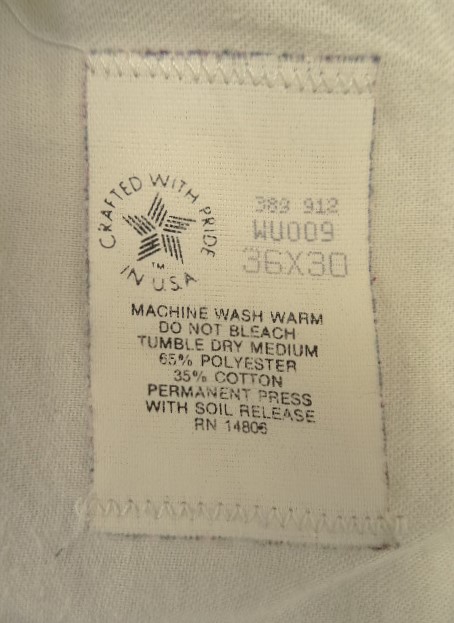 CRAFTED WITH PRIDE
IN U.S.A
TM
389 912
WU009
36X30
MACHINE WASH WARM
DO NOT BLEACH
TUMBLE DRY MEDIUM
65% POLYESTER
35% COTTON
PERMANENT PRESS
WITH SOIL RELEASE
RN 14806